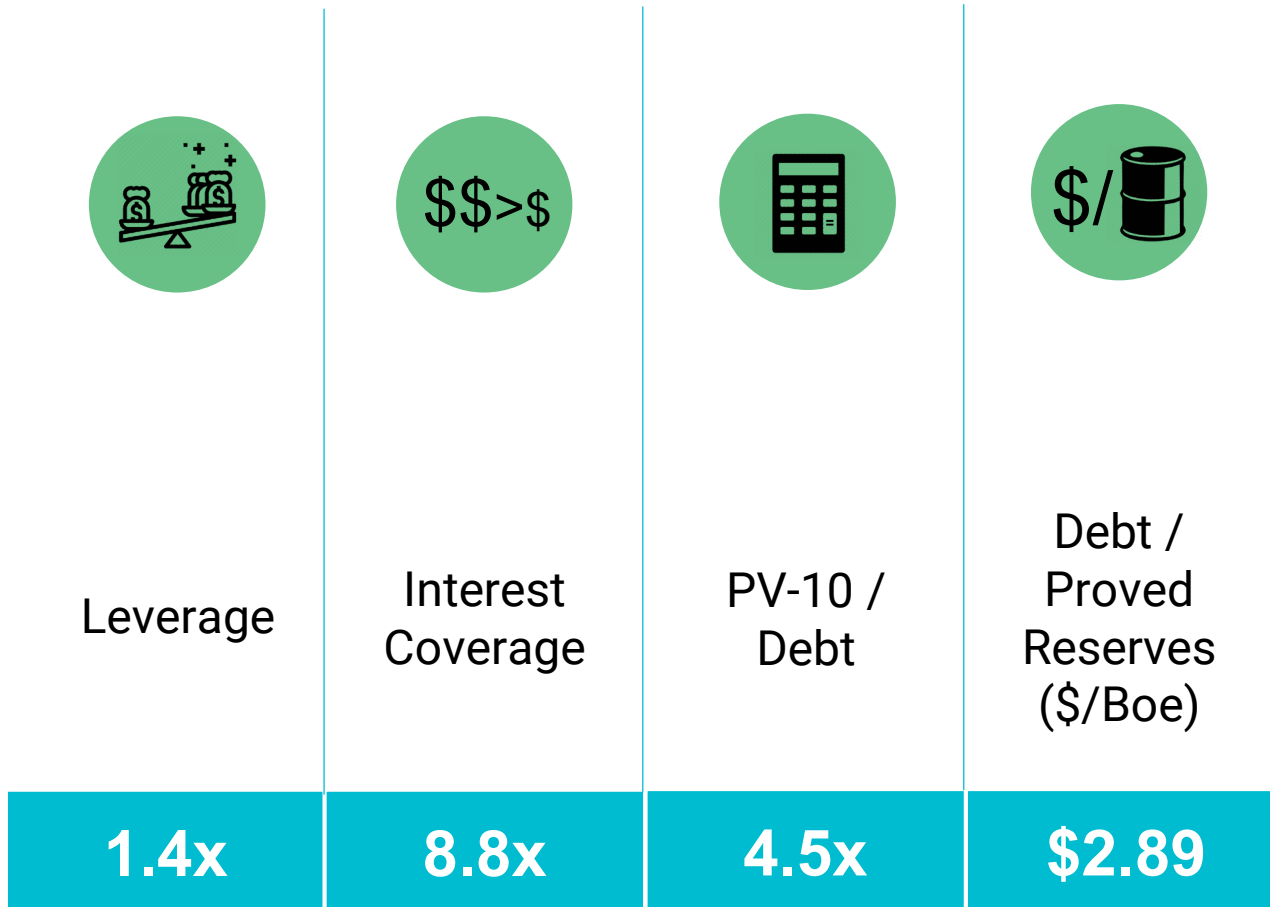 $$>$
$/
Leverage
Interest
Coverage
PV-10 /
Debt
Debt /
Proved
Reserves
($/Boe)
1.4x
8.8x
4.5x
$2.89